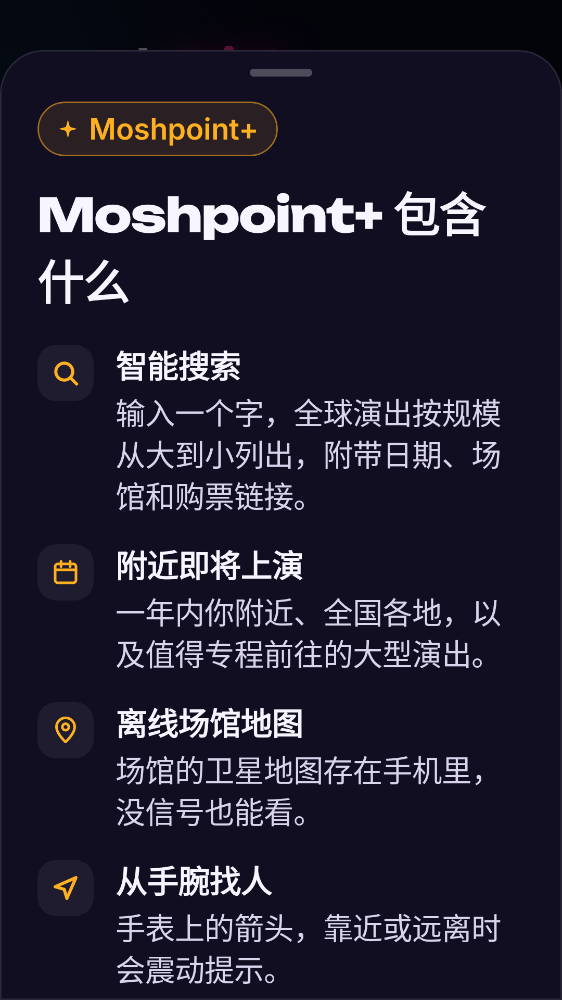 Moshpoint+
Moshpoint+ 包含
什么
智能搜索
输入一个字，全球演出按规模
从大到小列出，附带日期、场
馆和购票链接。
附近即将上演
一年内你附近、全国各地，以
及值得专程前往的大型演出。
离线场馆地图
场馆的卫星地图存在手机里，
没信号也能看。
从手腕找人
手表上的箭头，靠近或远离时
会震动提示。